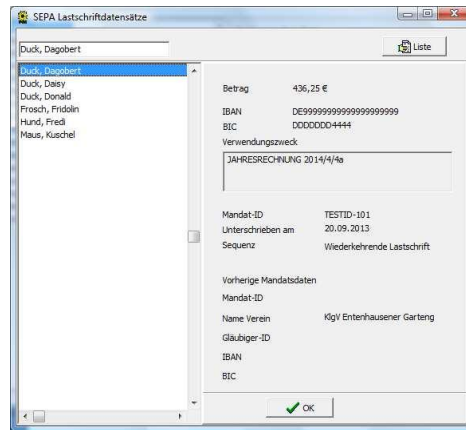 SEPA Lastschriftdatensätze
Duck, Dagobert
Liste
Duck, Dagobert
Duck, Daisy
Duck, Donald
Frosch, Fridolin
Hund, Fredi
Maus, Kuschel
Betrag 436,25 €
IBAN DE99999999999999999999
BIC DDDDDDD4444
Verwendungszweck
JAHRESRECHNUNG 2014/4/4a
Mandat-ID TESTID-101
Unterschrieben am 20.09.2013
Sequenz Wiederkehrende Lastschrift
Vorherige Mandatsdaten
Mandat-ID
Name Verein KlgV Entenhausener Garteng
Gläubiger-ID
IBAN
BIC
OK